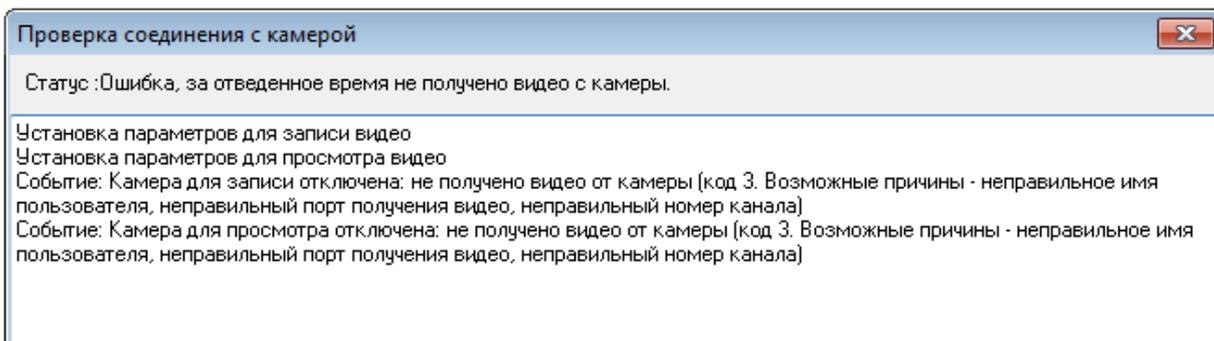 Проверка соединения с камерой
Статус :Ошибка, за отведенное время не получено видео с камеры.
Установка параметров для записи видео
Установка параметров для просмотра видео
Событие: Камера для записи отключена: не получено видео от камеры (код 3. Возможные причины - неправильное имя
пользователя, неправильный порт получения видео, неправильный номер канала)
Событие: Камера для просмотра отключена: не получено видео от камеры (код 3. Возможные причины - неправильное имя
пользователя, неправильный порт получения видео, неправильный номер канала)